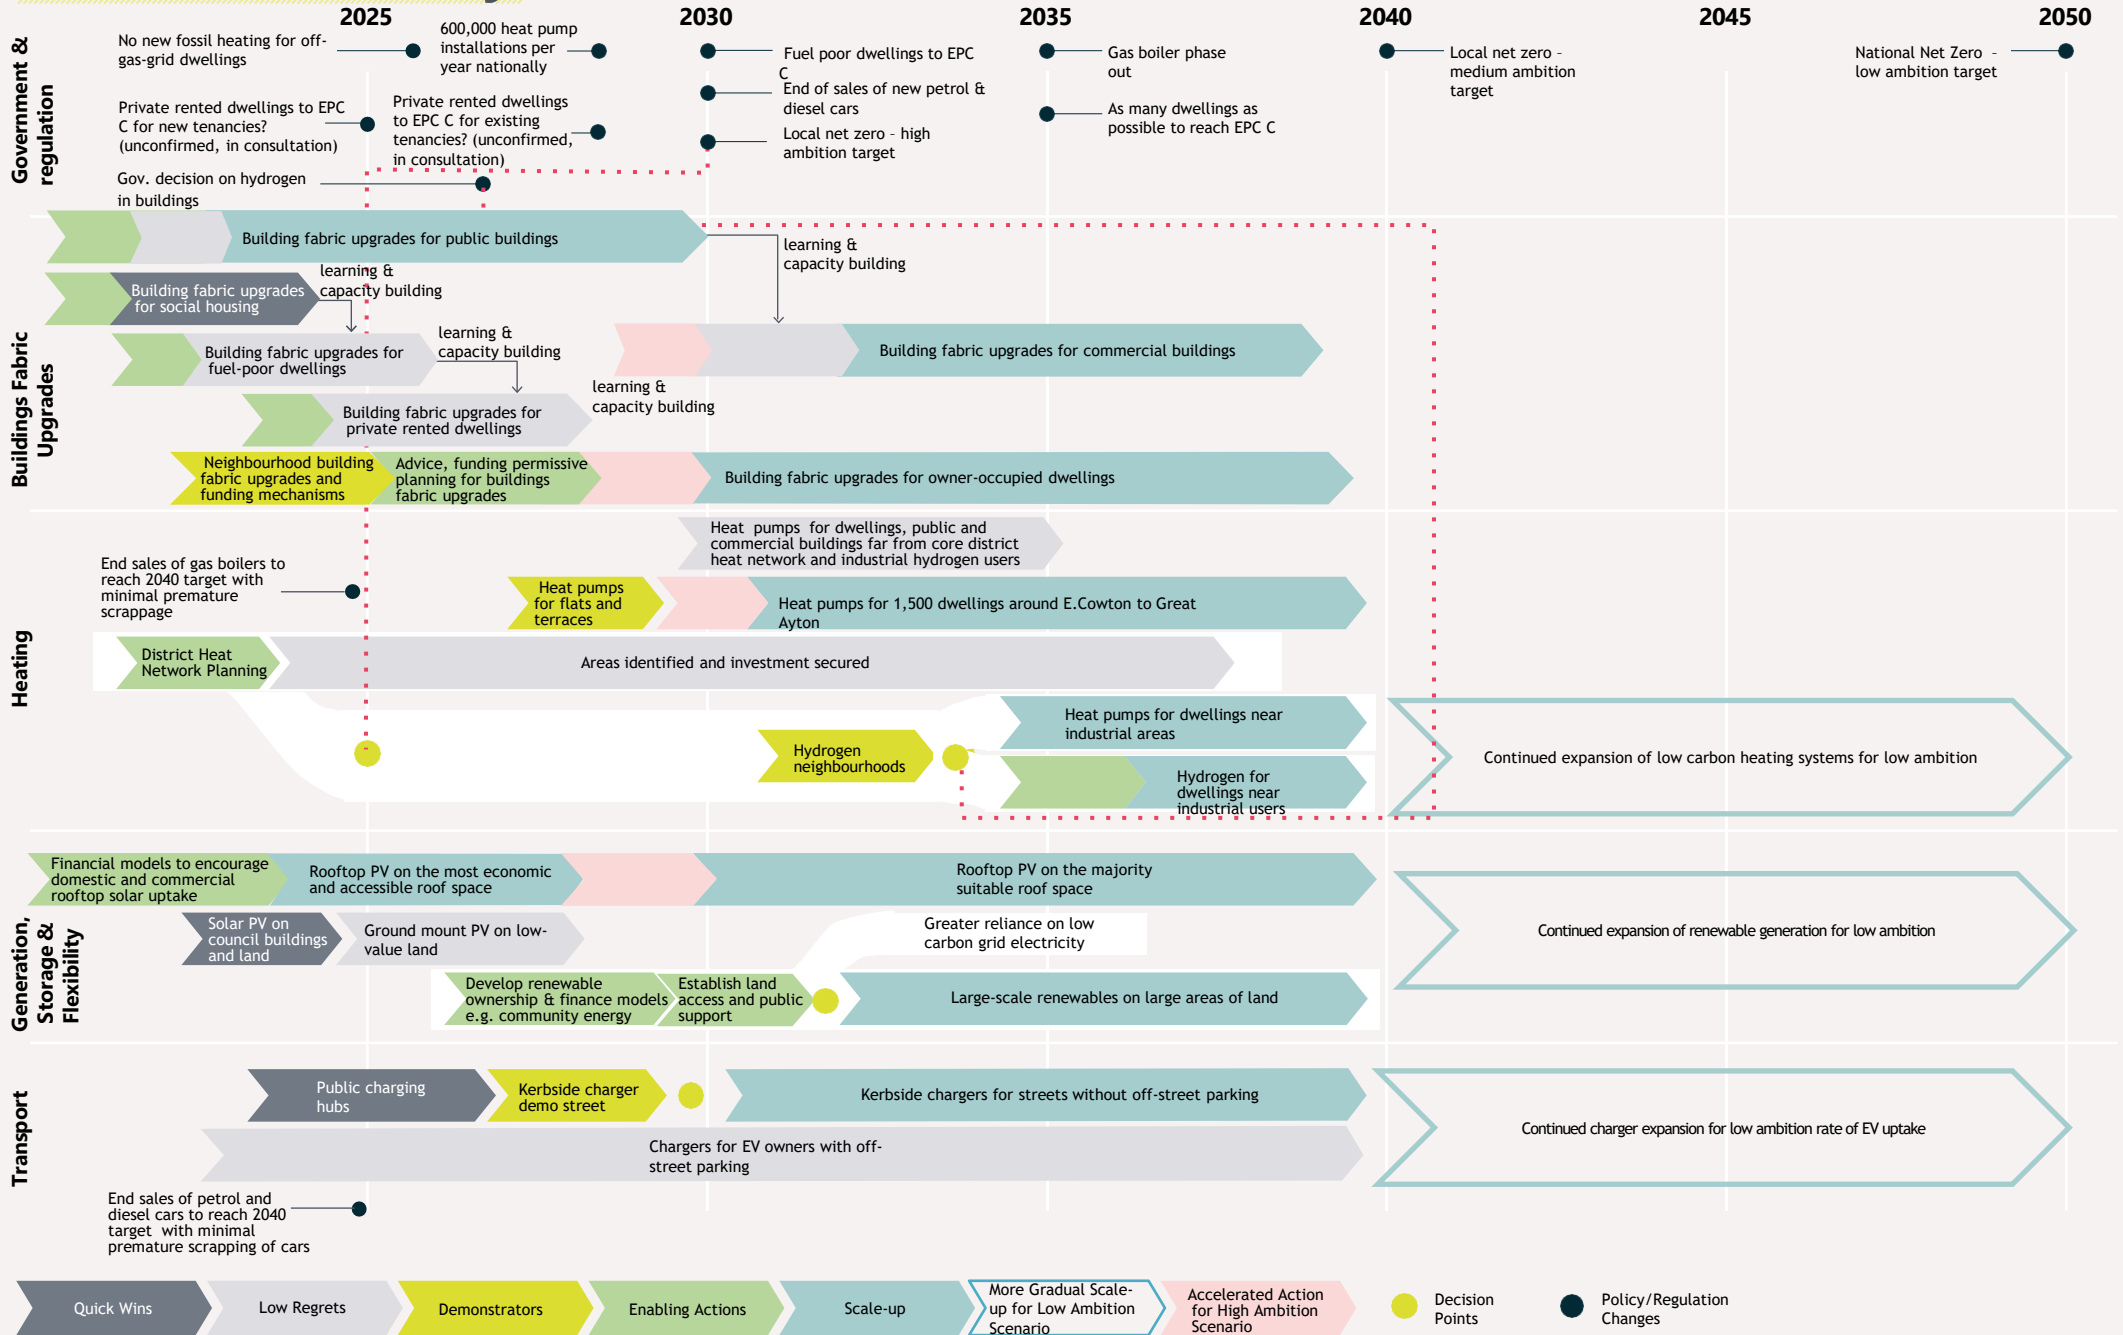 2025
2030
2035
2040
2045
2050
Government &
regulation
No new fossil heating for off-
gas-grid dwellings
600,000 heat pump
installations per
year nationally
Fuel poor dwellings to EPC
C
Gas boiler phase
out
Local net zero -
medium ambition
target
National Net Zero -
low ambition target
Private rented dwellings to EPC
C for new tenancies?
(unconfirmed, in consultation)
Private rented dwellings
to EPC C for existing
tenancies? (unconfirmed,
in consultation)
End of sales of new petrol &
diesel cars
As many dwellings as
possible to reach EPC C
Local net zero - high
ambition target
Gov. decision on hydrogen
in buildings
Buildings Fabric
Upgrades
Building fabric upgrades for public buildings
learning &
capacity building
Building fabric upgrades
for social housing
learning &
capacity building
Building fabric upgrades for
fuel-poor dwellings
learning &
capacity building
Building fabric upgrades for commercial buildings
Building fabric upgrades for
private rented dwellings
learning &
capacity building
Neighbourhood building
fabric upgrades and
funding mechanisms
Advice, funding permissive
planning for buildings
fabric upgrades
Building fabric upgrades for owner-occupied dwellings
Heating
Heat pumps for dwellings, public and
commercial buildings far from core district
heat network and industrial hydrogen users
End sales of gas boilers to
reach 2040 target with
minimal premature
scrappage
Heat pumps
for flats and
terraces
Heat pumps for 1,500 dwellings around E.Cowton to Great
Ayton
District Heat
Network Planning
Areas identified and investment secured
Heat pumps for dwellings near
industrial areas
Hydrogen
neighbourhoods
Hydrogen for
dwellings near
industrial users
Continued expansion of low carbon heating systems for low ambition
Generation,
Storage &
Flexibility
Financial models to encourage
domestic and commercial
rooftop solar uptake
Rooftop PV on the most economic
and accessible roof space
Rooftop PV on the majority
suitable roof space
Solar PV on
council buildings
and land
Ground mount PV on low-
value land
Greater reliance on low
carbon grid electricity
Continued expansion of renewable generation for low ambition
Develop renewable
ownership & finance models
e.g. community energy
Establish land
access and public
support
Large-scale renewables on large areas of land
Transport
Public charging
hubs
Kerbside charger
demo street
Kerbside chargers for streets without off-street parking
Continued charger expansion for low ambition rate of EV uptake
Chargers for EV owners with off-
street parking
End sales of petrol and
diesel cars to reach 2040
target with minimal
premature scrapping of cars
Quick Wins
Low Regrets
Demonstrators
Enabling Actions
Scale-up
More Gradual Scale-
up for Low Ambition
Scenario
Accelerated Action
for High Ambition
Scenario
Decision
Points
Policy/Regulation
Changes